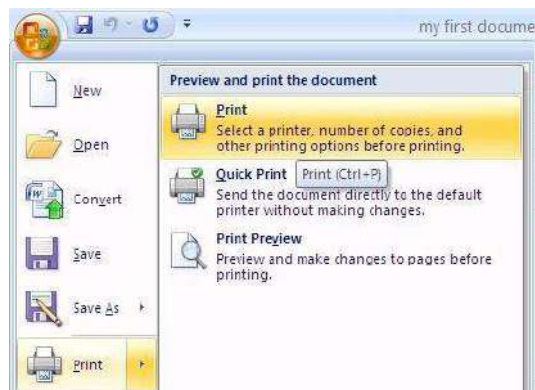 my first docume
New
Open
Convert
Save
Save As
Print
Preview and print the document
Print
Select a printer, number of copies, and
other printing options before printing.
Quick Print
Print (Ctrl+P)
Send the document directly to the default
printer without making changes.
Print Preview
Preview and make changes to pages before
printing.